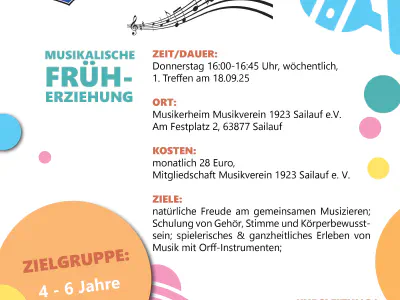 MUSIKALISCHE
FRÜH-
ERZIEHUNG
ZEIT/DAUER:
Donnerstag 16:00-16:45 Uhr, wöchentlich,
1. Treffen am 18.09.25
ORT:
Musikerheim Musikverein 1923 Sailauf e.V.
Am Festplatz 2, 63877 Sailauf
KOSTEN:
monatlich 28 Euro,
Mitgliedschaft Musikverein 1923 Sailauf e. V.
ZIELE:
natürliche Freude am gemeinsamen Musizieren;
Schulung von Gehör, Stimme und Körperbewusst-
sein; spielerisches & ganzheitliches Erleben von
Musik mit Orff-Instrumenten;
ZIELGRUPPE:
4 - 6 Jahre